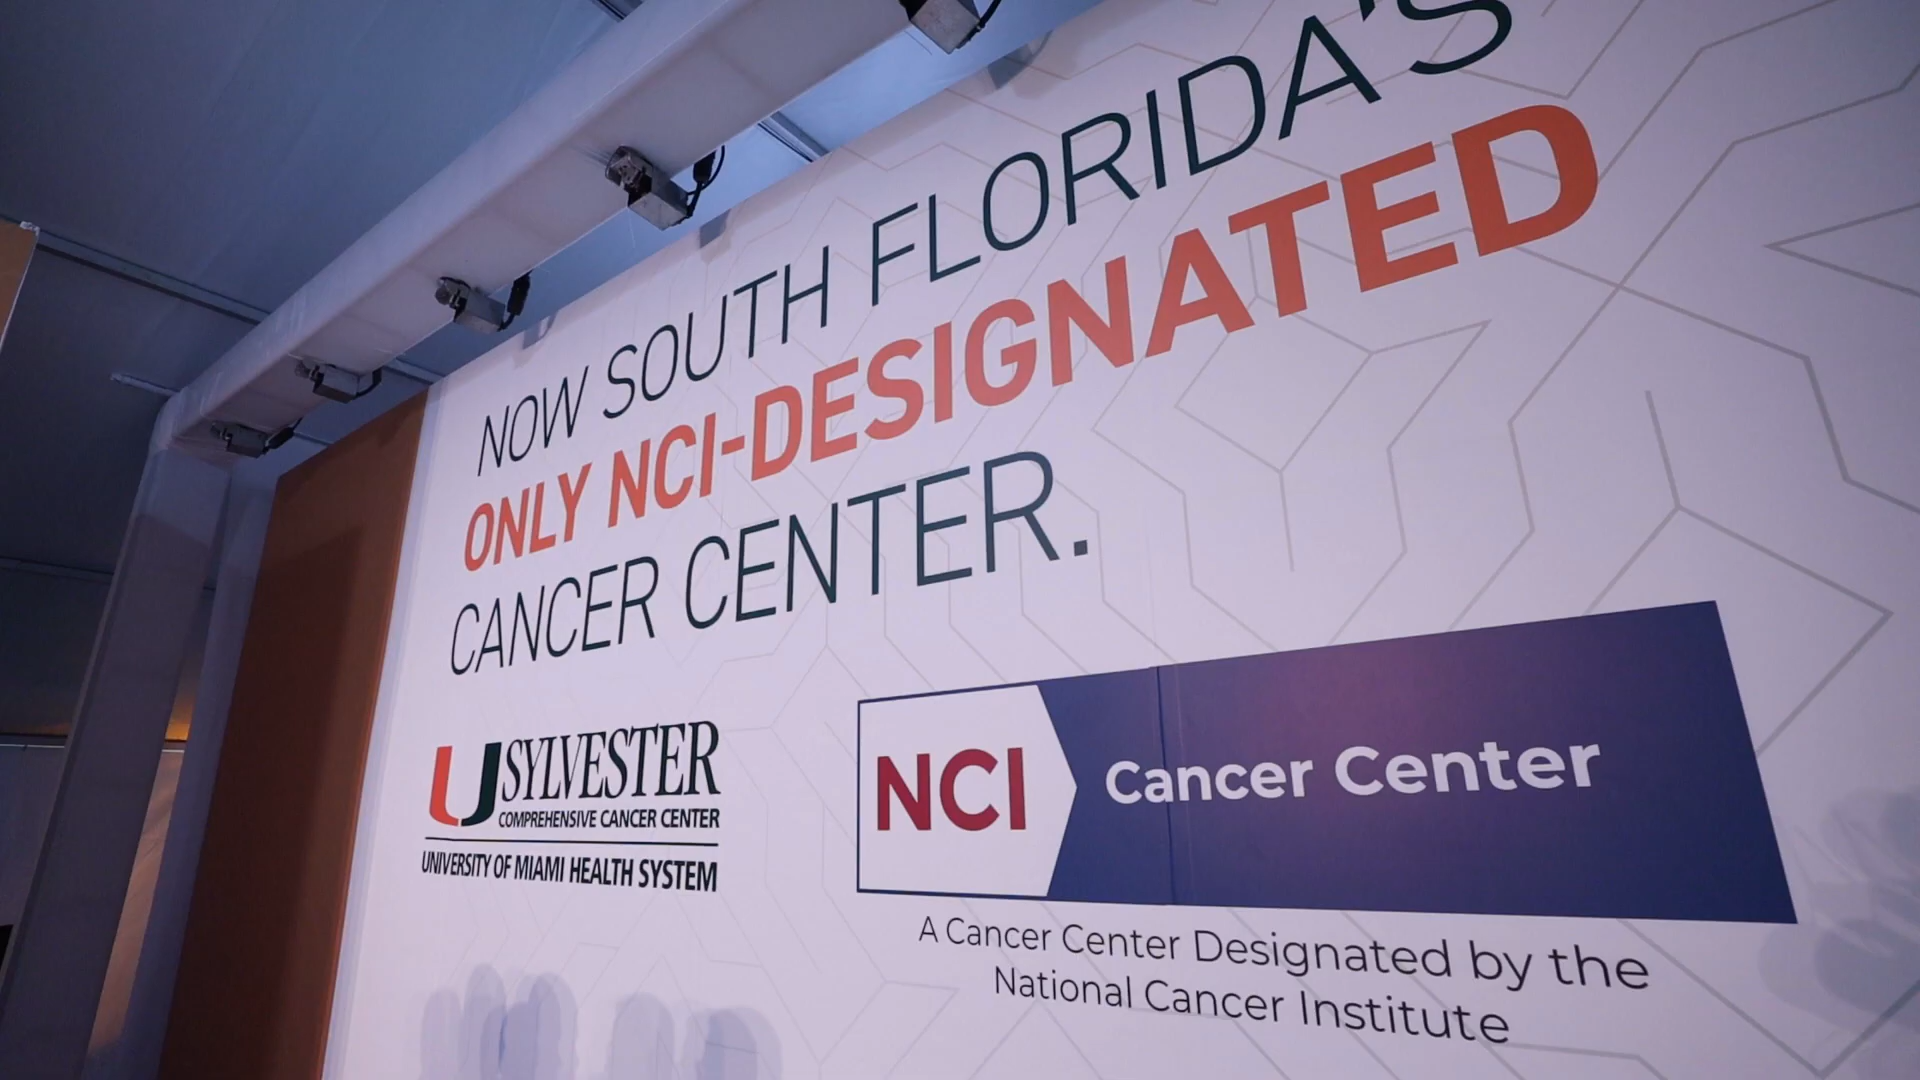 NOW SOUTH FLORIDA'S
ONLY NCI-DESIGNATED
CANCER CENTER.
U SYLVESTER
COMPREHENSIVE CANCER CENTER
UNIVERSITY OF MIAMI HEALTH SYSTEM
NCI Cancer Center
A Cancer Center Designated by the
National Cancer Institute